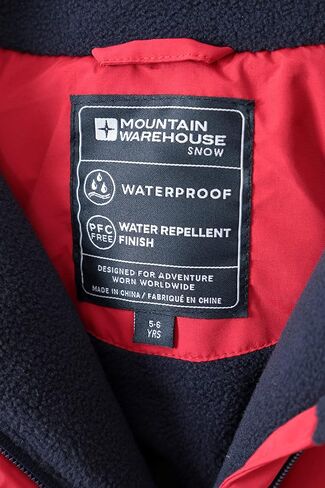 MOUNTAIN
WAREHOUSE
SNOW
WATERPROOF
PFC
FREE
WATER REPELLENT
FINISH
DESIGNED FOR ADVENTURE
WORN WORLDWIDE
MADE IN CHINA / FABRIQUÉ EN CHINE
5-6
YRS